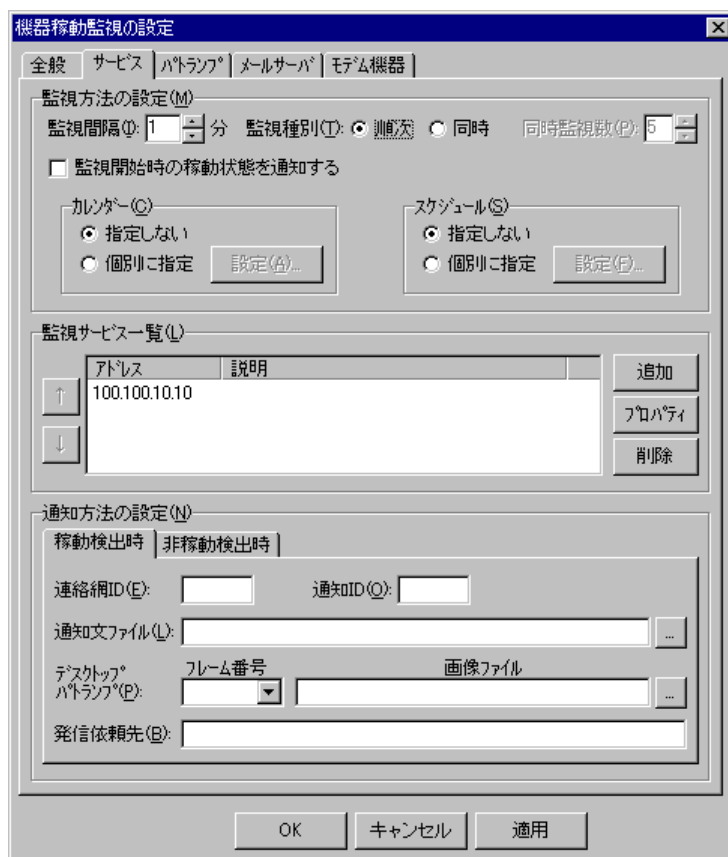 機器稼動監視の設定
全般 サービス パトランプ メールサーバ モデム機器
監視方法の設定(M)
監視間隔(I): 1 分 監視種別(T): 順次 同時 同時監視数(P): 5
監視開始時の稼動状態を通知する
カレンダー(C) スケジュール(S)
指定しない 指定しない
個別に指定 設定(A)... 個別に指定 設定(F)...
監視サービス一覧(L)
アドレス 説明
追加
↑ 100.100.10.10
プロパティ
↓
削除
通知方法の設定(N)
稼動検出時 非稼動検出時
連絡網ID(E): 通知ID(O):
通知文ファイル(L): ...
フレーム番号 画像ファイル
デスクトップ
パトランプ(P): ...
発信依頼先(B):
OK キャンセル 適用